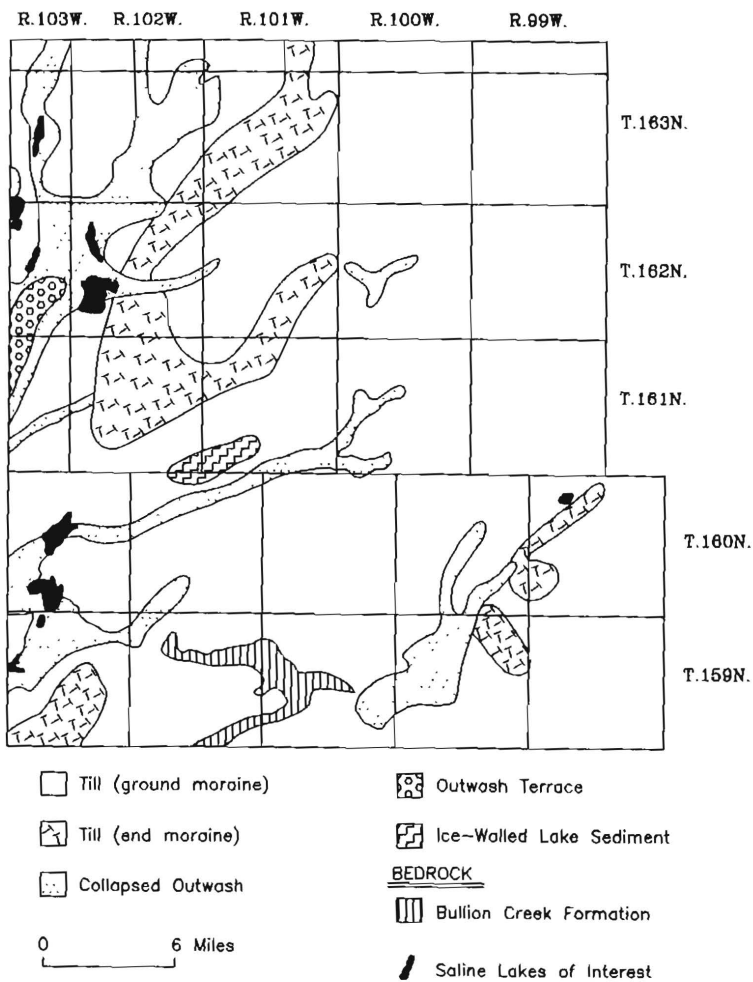 R.103W. R.102W. R.101W. R.100W. R.99W.
T.163N.
T.162N.
T.161N.
T.160N.
T.159N.
Till (ground moraine)
Till (end moraine)
Collapsed Outwash
0 6 Miles
Outwash Terrace
Ice-Walled Lake Sediment
BEDROCK
Bullion Creek Formation
Saline Lakes of Interest